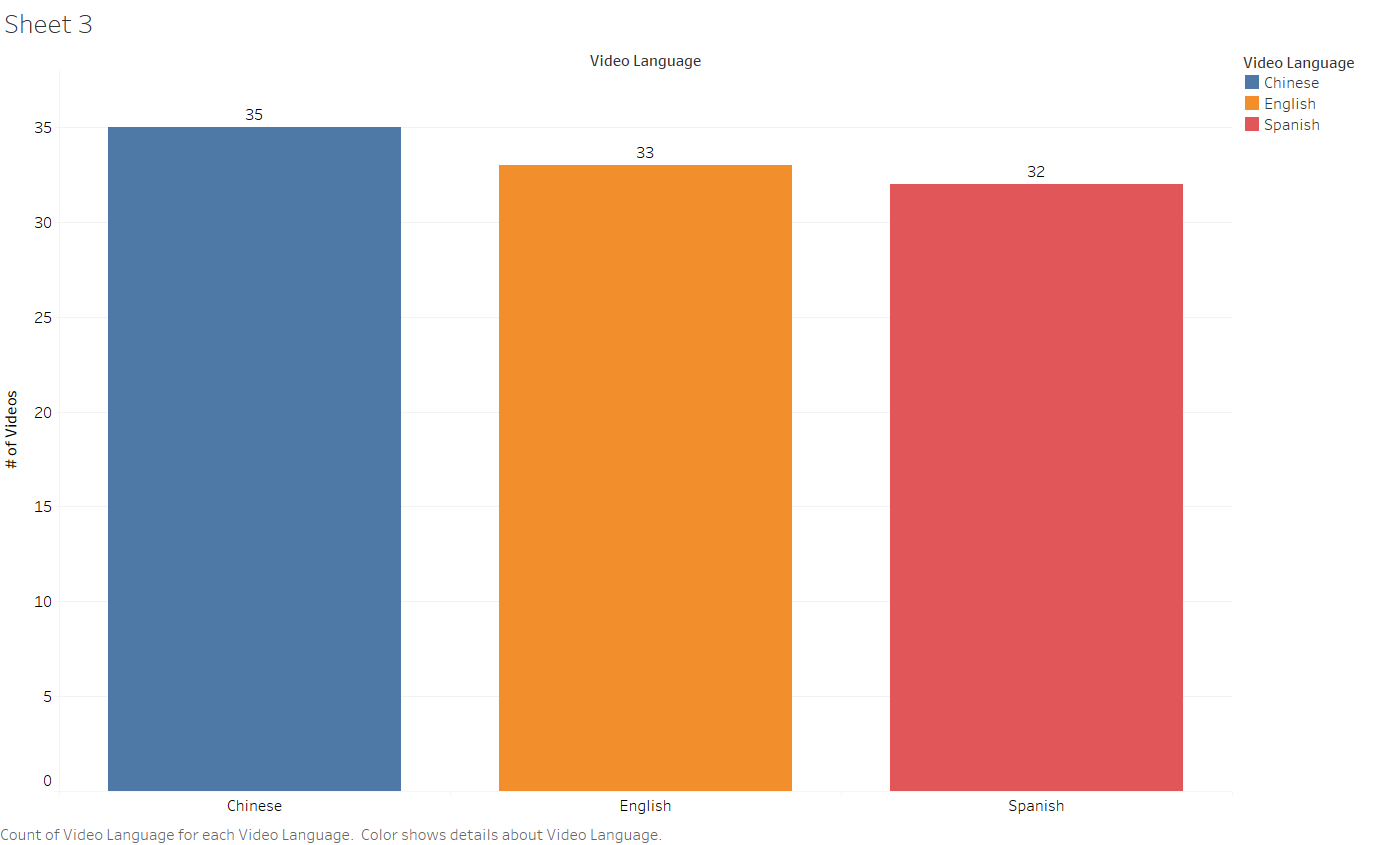 Sheet 3
Video Language
Video Language
Chinese
English
Spanish
35
33
32
35
30
25
20
15
10
5
0
# of Videos
Chinese English Spanish
Count of Video Language for each Video Language.  Color shows details about Video Language.